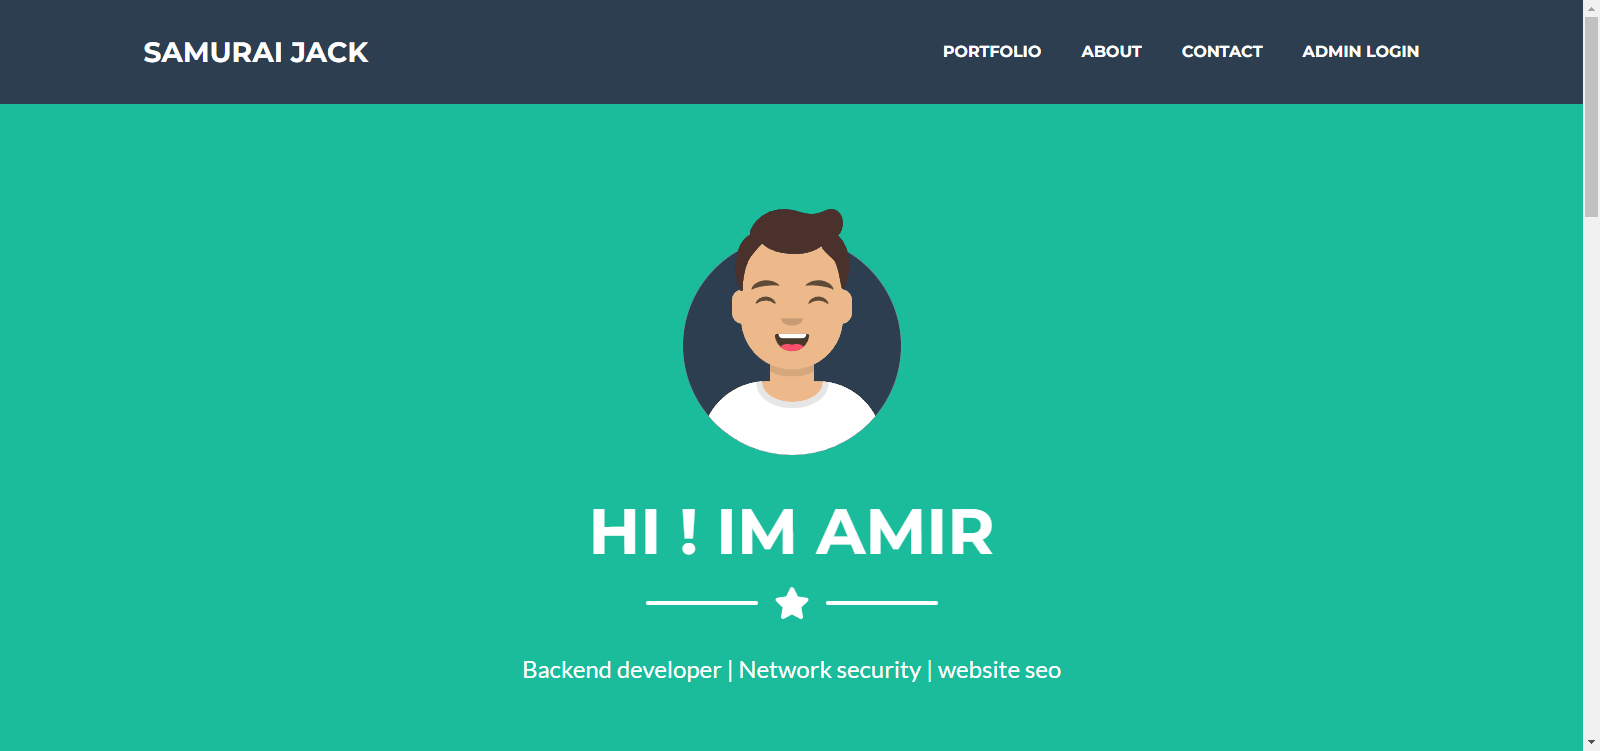 SAMURAI JACK PORTFOLIO ABOUT CONTACT ADMIN LOGIN
HI ! IM AMIR
Backend developer | Network security | website seo